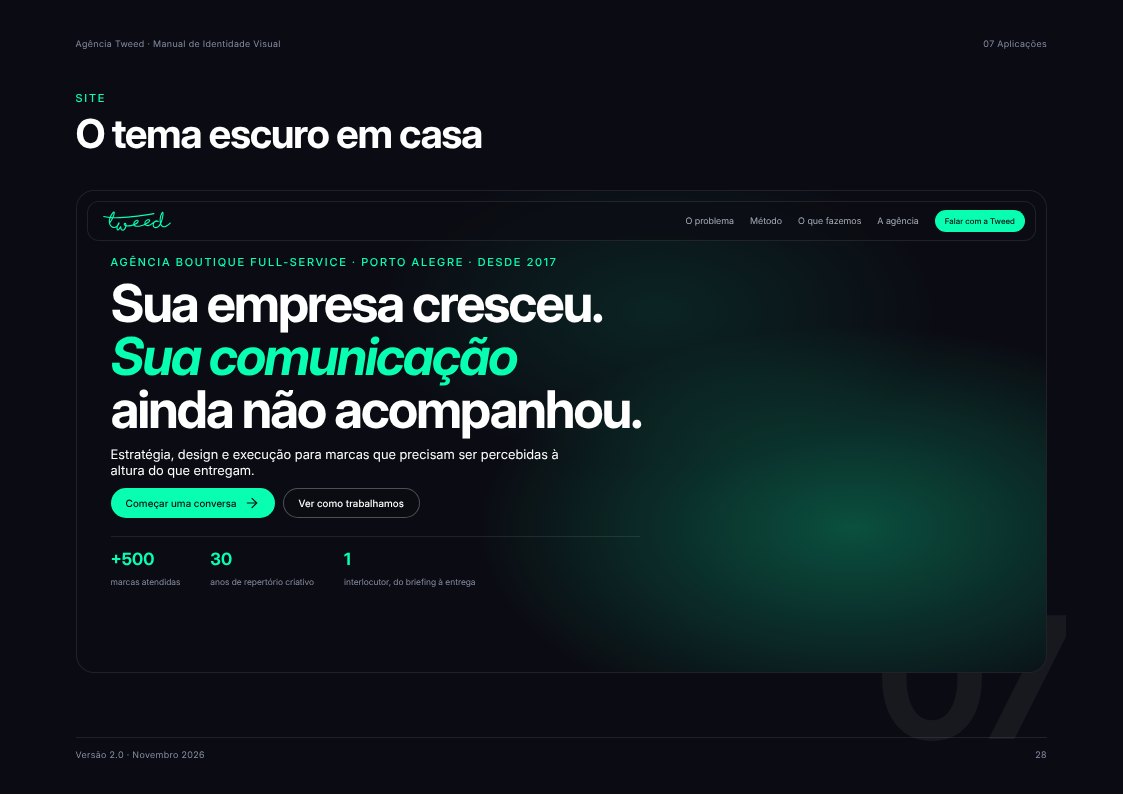 Agência Tweed · Manual de Identidade Visual
07 Aplicações
SITE
O tema escuro em casa
tweed
O problema
Método
O que fazemos
A agência
Falar com a Tweed
AGÊNCIA BOUTIQUE FULL-SERVICE · PORTO ALEGRE · DESDE 2017
Sua empresa cresceu.
Sua comunicação
ainda não acompanhou.
Estratégia, design e execução para marcas que precisam ser percebidas à
altura do que entregam.
Começar uma conversa
Ver como trabalhamos
+500
marcas atendidas
30
anos de repertório criativo
1
interlocutor, do briefing à entrega
07
Versão 2.0 · Novembro 2026
28